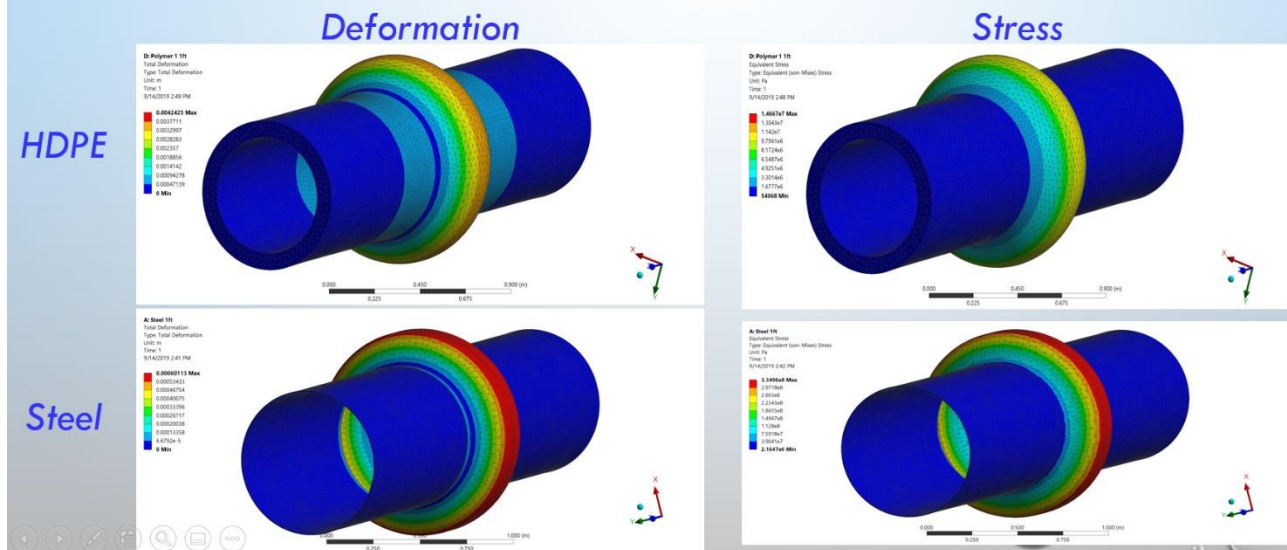 Deformation
Stress
HDPE
D: Polymer 1 1ft
Total Deformation
Type: Total Deformation
Unit: m
Time: 1
9/14/2019 2:49 PM
0.0042425 Max
0.0037711
0.0032997
0.0028283
0.002357
0.0018856
0.0014142
0.00094278
0.00047139
0 Min
X
Z
Y
0.000
0.450
0.900 (m)
0.225
0.675
D: Polymer 1 1ft
Equivalent Stress
Type: Equivalent (von-Mises) Stress
Unit: Pa
Time: 1
9/14/2019 2:48 PM
1.4667e7 Max
1.3043e7
1.142e7
9.7961e6
8.1724e6
6.5487e6
4.9251e6
3.3014e6
1.6777e6
54068 Min
X
Z
Y
0.000
0.450
0.900 (m)
0.225
0.675
Steel
A: Steel 1ft
Total Deformation
Type: Total Deformation
Unit: m
Time: 1
9/14/2019 2:41 PM
0.00060113 Max
0.00053433
0.00046754
0.00040075
0.00033396
0.00026717
0.00020038
0.00013358
6.6792e-5
0 Min
X
Y
0.000
0.500
1.000 (m)
0.250
0.750
A: Steel 1ft
Equivalent Stress
Type: Equivalent (von-Mises) Stress
Unit: Pa
Time: 1
9/14/2019 2:42 PM
3.3406e8 Max
2.9718e8
2.603e8
2.2343e8
1.8655e8
1.4967e8
1.128e8
7.5918e7
3.9041e7
2.1647e6 Min
X
Y
0.000
0.500
1.000 (m)
0.250
0.750